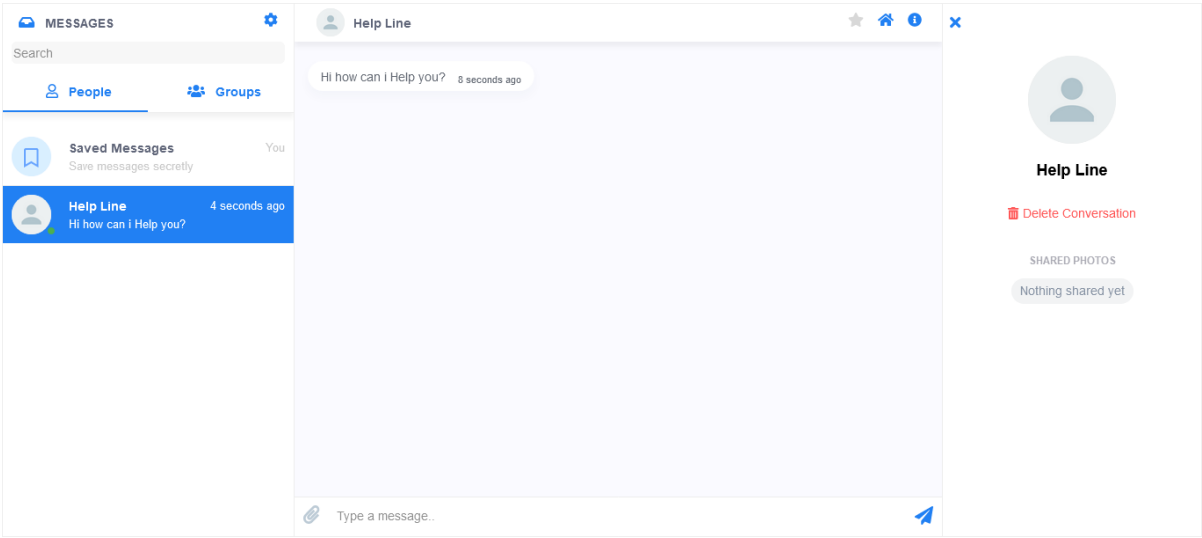 MESSAGES
Search
People
Groups
Saved Messages
You
Save messages secretly
Help Line
4 seconds ago
Hi how can i Help you?
Help Line
Hi how can i Help you? 8 seconds ago
Type a message..
Help Line
Delete Conversation
SHARED PHOTOS
Nothing shared yet